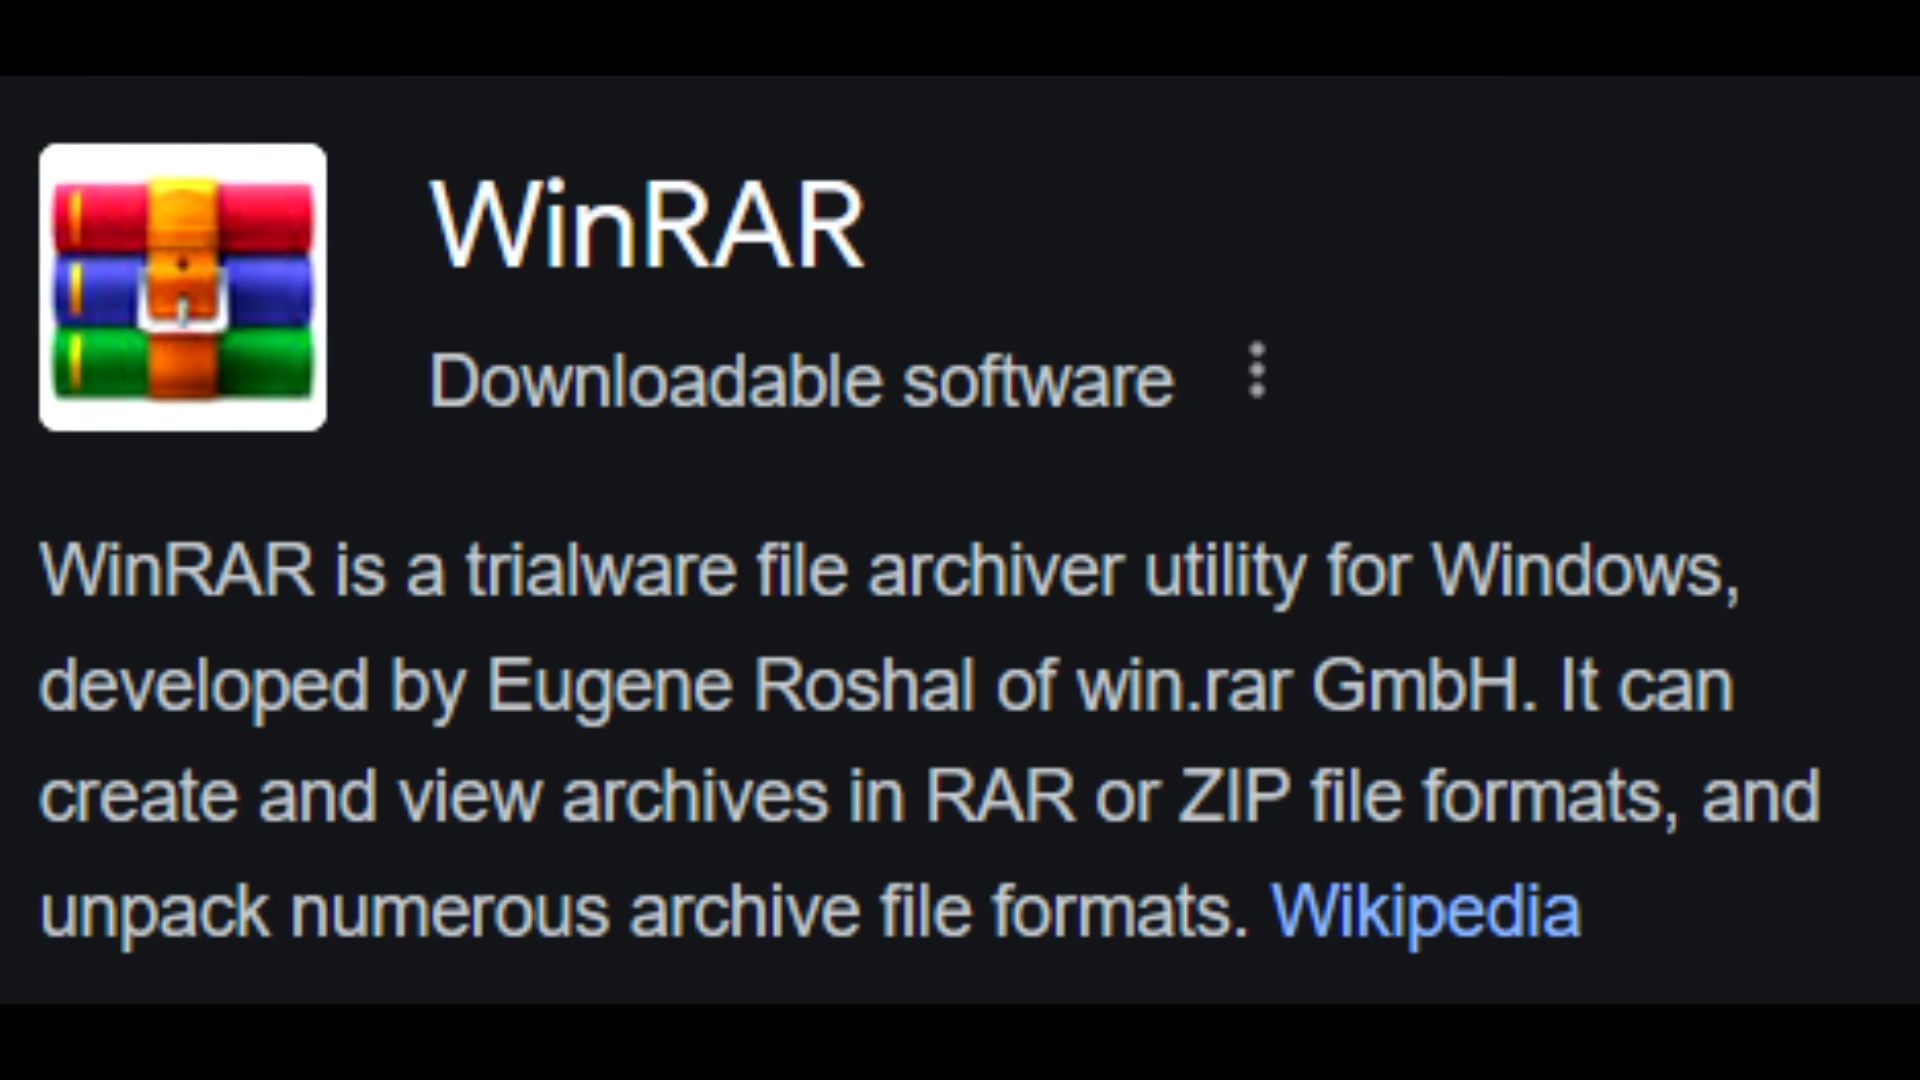 WinRAR
Downloadable software
WinRAR is a trialware file archiver utility for Windows,
developed by Eugene Roshal of win.rar GmbH. It can
create and view archives in RAR or ZIP file formats, and
unpack numerous archive file formats. Wikipedia